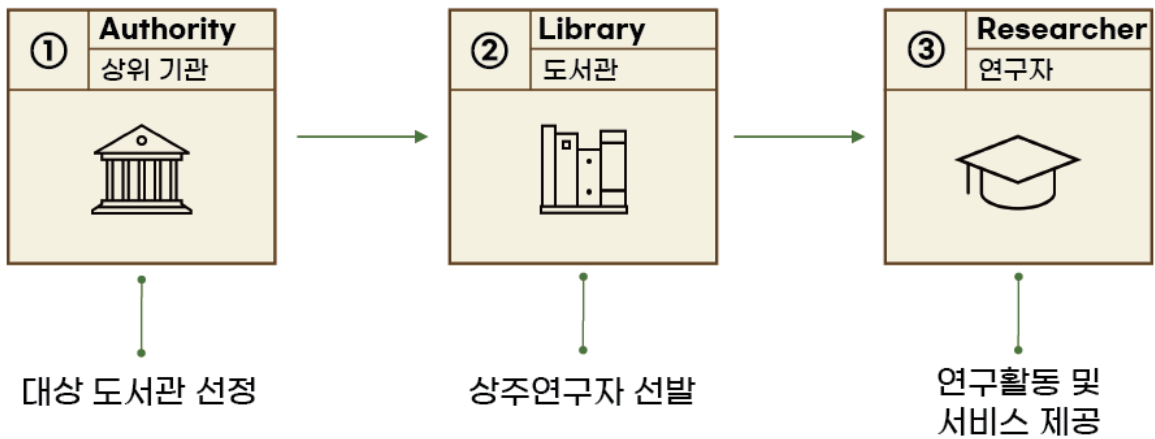 ① Authority
상위 기관
② Library
도서관
③ Researcher
연구자
대상 도서관 선정
상주연구자 선발
연구활동 및
서비스 제공